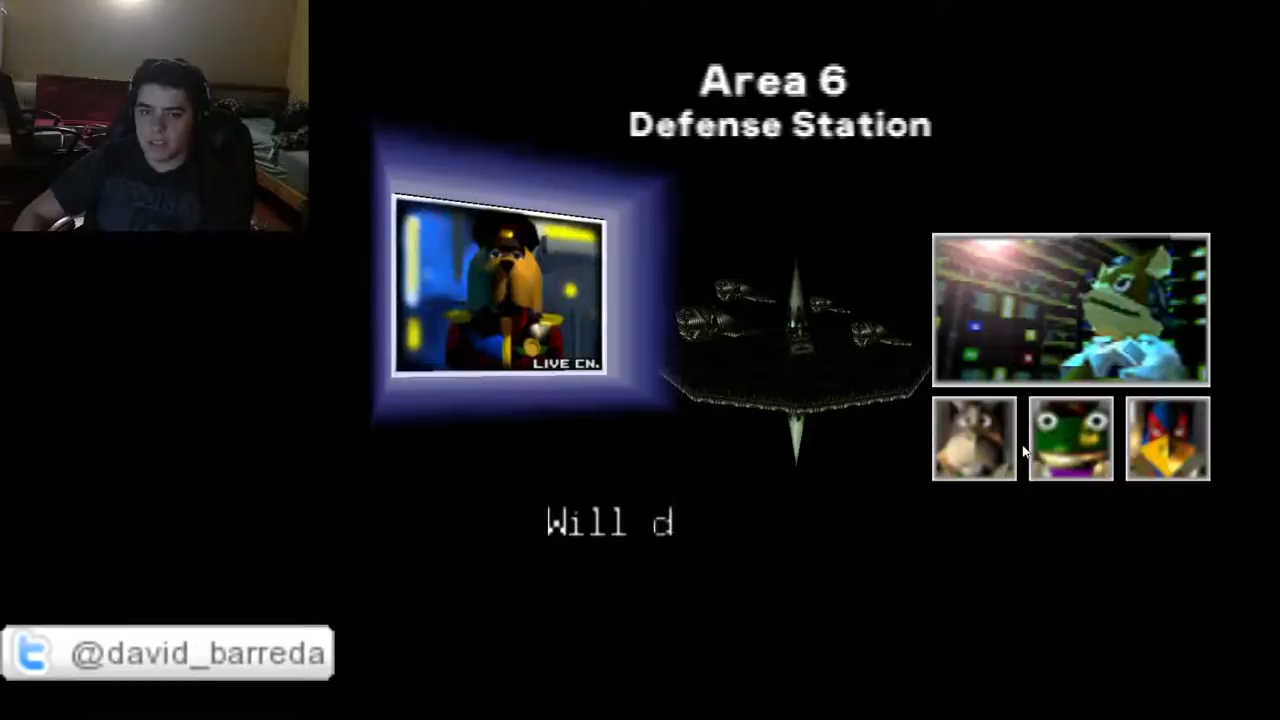 Area 6
Defense Station
LIVE CN.
Will d
@david_barreda